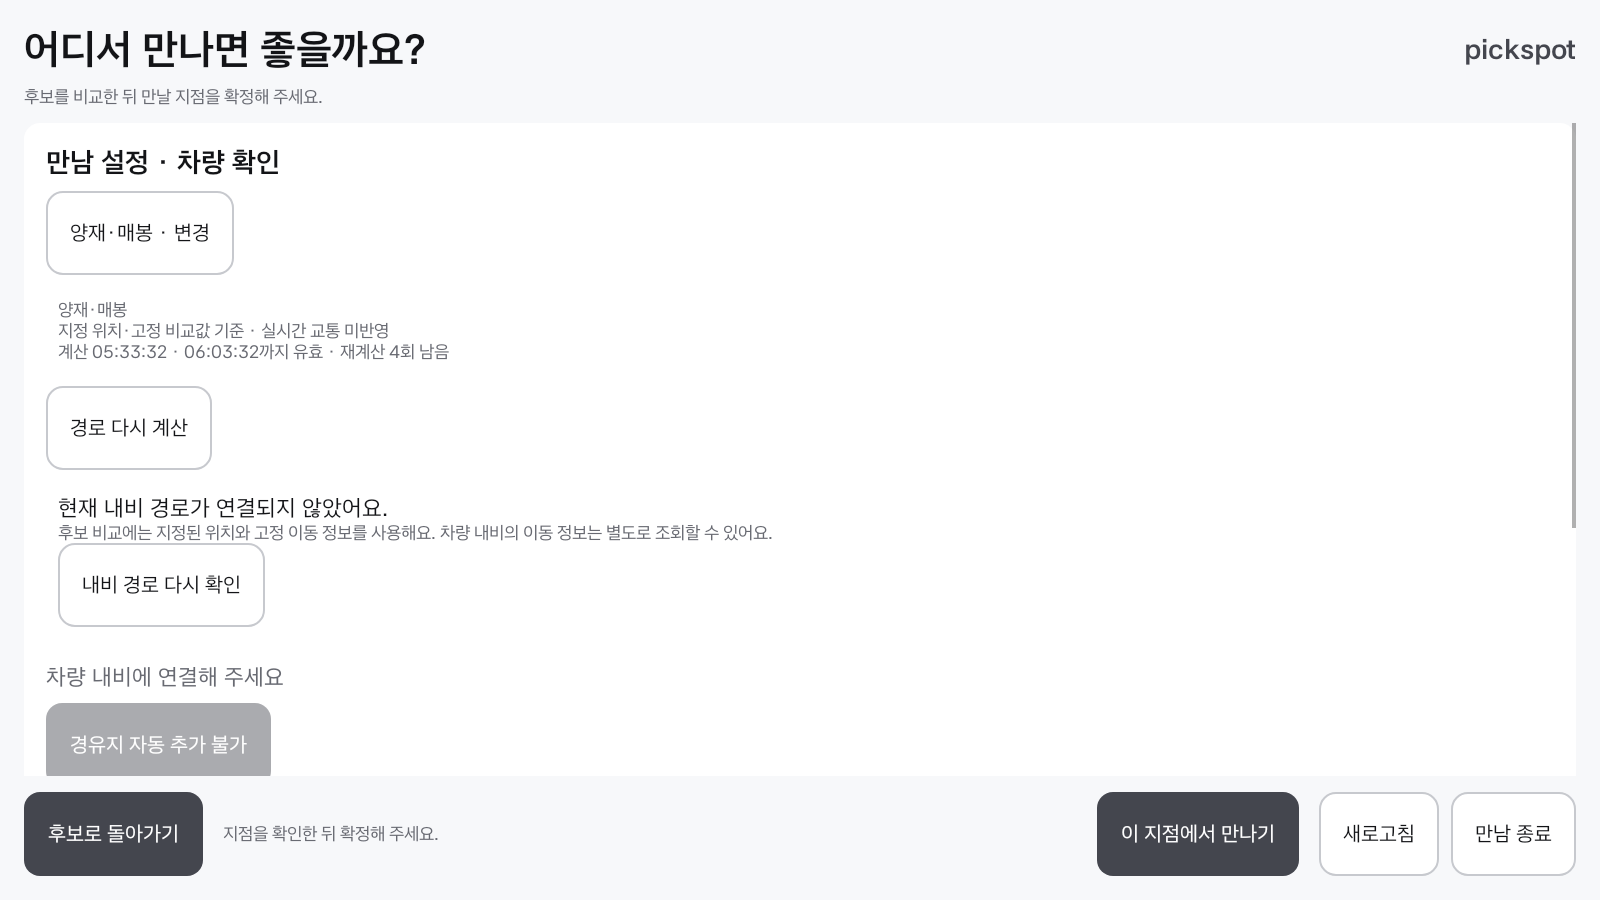 어디서 만나면 좋을까요?
pickspot
후보를 비교한 뒤 만날 지점을 확정해 주세요.
만남 설정 · 차량 확인
양재·매봉 · 변경
양재·매봉
지정 위치·고정 비교값 기준 · 실시간 교통 미반영
계산 05:33:32 · 06:03:32까지 유효 · 재계산 4회 남음
경로 다시 계산
현재 내비 경로가 연결되지 않았어요.
후보 비교에는 지정된 위치와 고정 이동 정보를 사용해요. 차량 내비의 이동 정보는 별도로 조회할 수 있어요.
내비 경로 다시 확인
차량 내비에 연결해 주세요
경유지 자동 추가 불가
후보로 돌아가기
지점을 확인한 뒤 확정해 주세요.
이 지점에서 만나기
새로고침
만남 종료